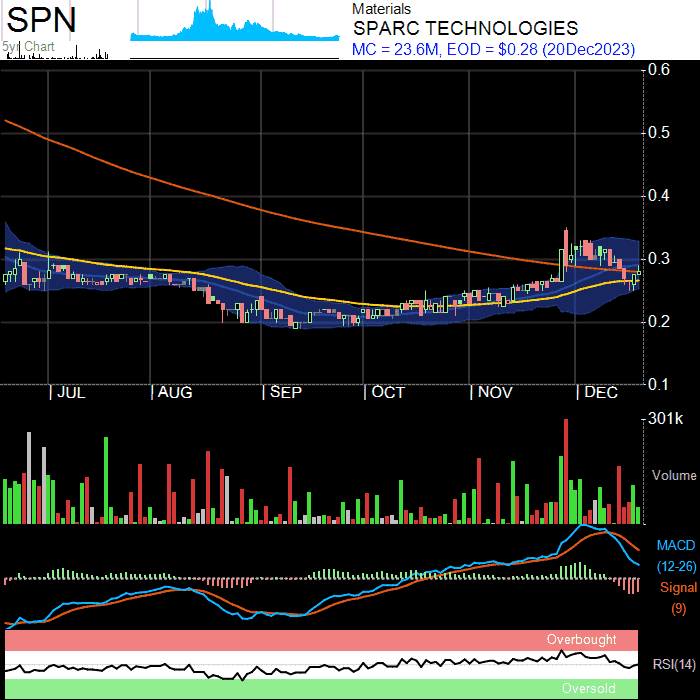 SPN
5yr Chart
Materials
SPARC TECHNOLOGIES
MC = 23.6M, EOD = $0.28 (20Dec2023)
0.6
0.5
0.4
0.3
0.2
0.1
JUL AUG SEP OCT NOV DEC
301k
Volume
MACD
(12-26)
Signal
(9)
Overbought
RSI(14)
Oversold